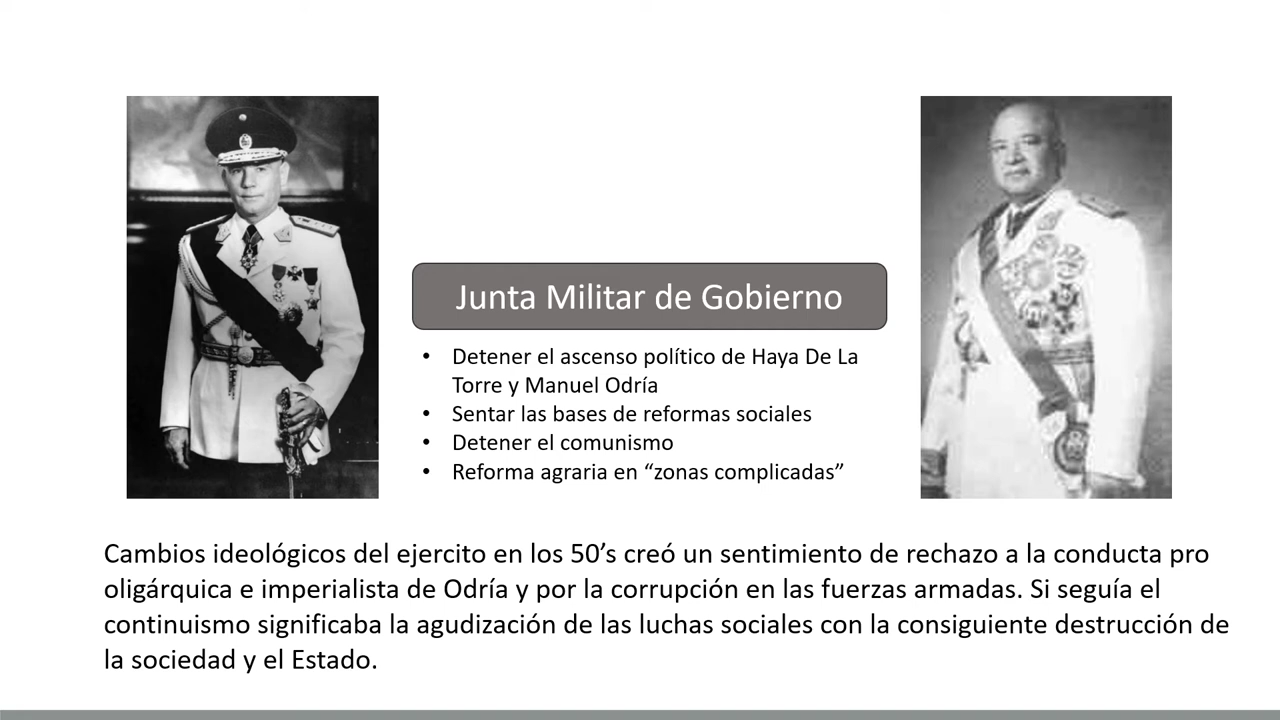 Junta Militar de Gobierno
• Detener el ascenso político de Haya De La
Torre y Manuel Odría
• Sentar las bases de reformas sociales
• Detener el comunismo
• Reforma agraria en “zonas complicadas”
Cambios ideológicos del ejercito en los 50’s creó un sentimiento de rechazo a la conducta pro
oligárquica e imperialista de Odría y por la corrupción en las fuerzas armadas. Si seguía el
continuismo significaba la agudización de las luchas sociales con la consiguiente destrucción de
la sociedad y el Estado.